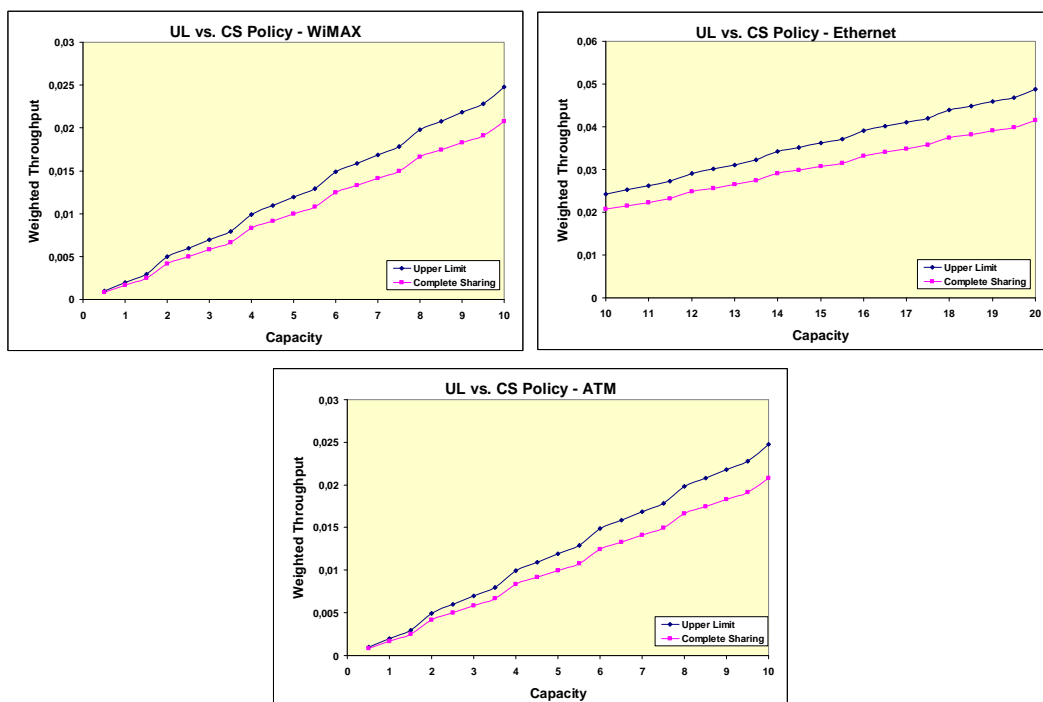 UL vs. CS Policy - WiMAX
0,03
0,025
0,02
0,015
0,01
0,005
0
Weighted Throughput
Upper Limit
Complete Sharing
0 1 2 3 4 5 6 7 8 9 10
Capacity
UL vs. CS Policy - Ethernet
0,06
0,05
0,04
0,03
0,02
0,01
0
Weighted Throughput
Upper Limit
Complete Sharing
10 11 12 13 14 15 16 17 18 19 20
Capacity
UL vs. CS Policy - ATM
0,03
0,025
0,02
0,015
0,01
0,005
0
Weighted Throughput
Upper Limit
Complete Sharing
0 1 2 3 4 5 6 7 8 9 10
Capacity